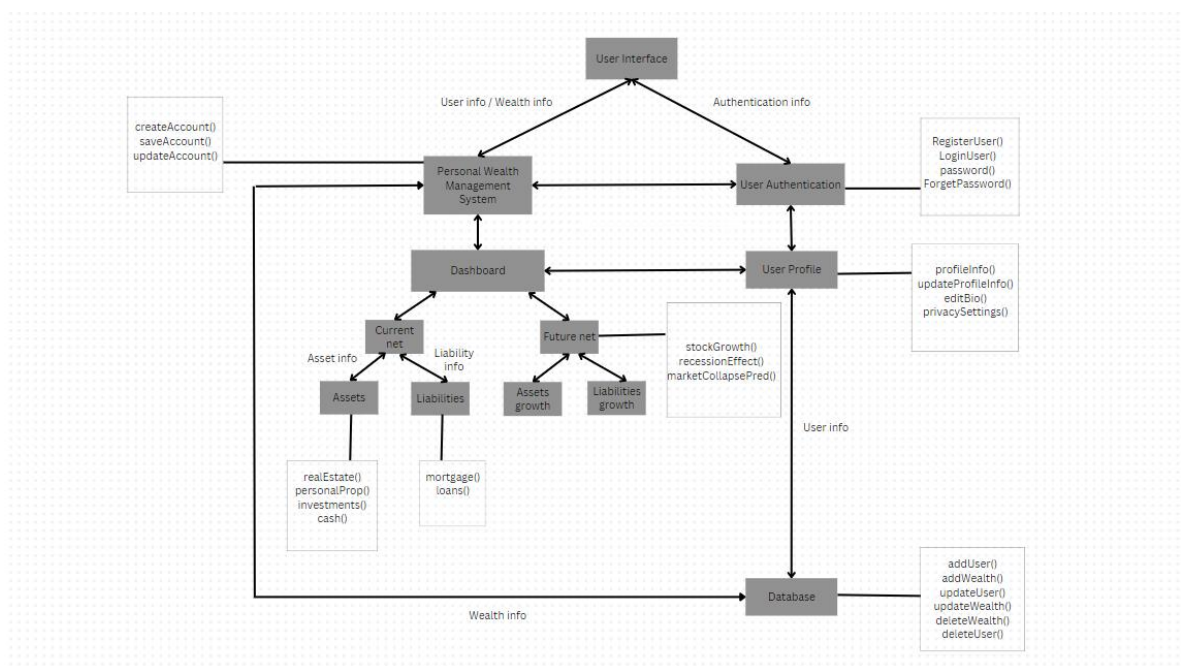 User Interface
User info / Wealth info
Authentication info
createAccount()
saveAccount()
updateAccount()
RegisterUser()
LoginUser()
password()
ForgetPassword()
Personal Wealth
Management
System
User Authentication
Dashboard
User Profile
profileInfo()
updateProfileInfo()
editBio()
privacySettings()
Current
net
Future net
stockGrowth()
recessionEffect()
marketCollapsePred()
Asset info
Liability
info
Assets
Liabilities
Assets
growth
Liabilities
growth
User info
realEstate()
personalProp()
investments()
cash()
mortgage()
loans()
Database
addUser()
addWealth()
updateUser()
updateWealth()
deleteWealth()
deleteUser()
Wealth info